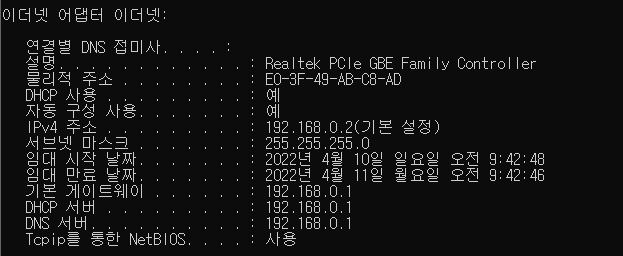 이더넷 어댑터 이더넷:
연결별 DNS 접미사. . . . :
설명. . . . . . . . . . . . : Realtek PCIe GBE Family Controller
물리적 주소 . . . . . . . . : E0-3F-49-AB-C8-AD
DHCP 사용 . . . . . . . . . : 예
자동 구성 사용. . . . . . . : 예
IPv4 주소 . . . . . . . . . : 192.168.0.2(기본 설정)
서브넷 마스크 . . . . . . . : 255.255.255.0
임대 시작 날짜. . . . . . . : 2022년 4월 10일 일요일 오전 9:42:48
임대 만료 날짜. . . . . . . : 2022년 4월 11일 월요일 오전 9:42:46
기본 게이트웨이 . . . . . . : 192.168.0.1
DHCP 서버 . . . . . . . . . : 192.168.0.1
DNS 서버. . . . . . . . . . : 192.168.0.1
Tcpip를 통한 NetBIOS. . . . : 사용